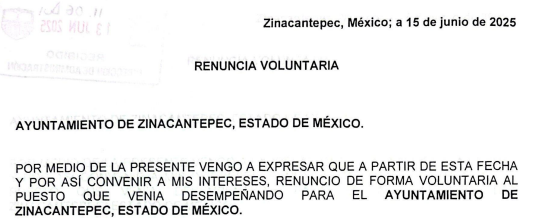 Zinacantepec, México; a 15 de junio de 2025
13 JUN 2025
RENUNCIA VOLUNTARIA
AYUNTAMIENTO DE ZINACANTEPEC, ESTADO DE MÉXICO.
POR MEDIO DE LA PRESENTE VENGO A EXPRESAR QUE A PARTIR DE ESTA FECHA
Y POR ASÍ CONVENIR A MIS INTERESES, RENUNCIO DE FORMA VOLUNTARIA AL
PUESTO QUE VENIA DESEMPEÑANDO PARA EL AYUNTAMIENTO DE
ZINACANTEPEC, ESTADO DE MÉXICO.